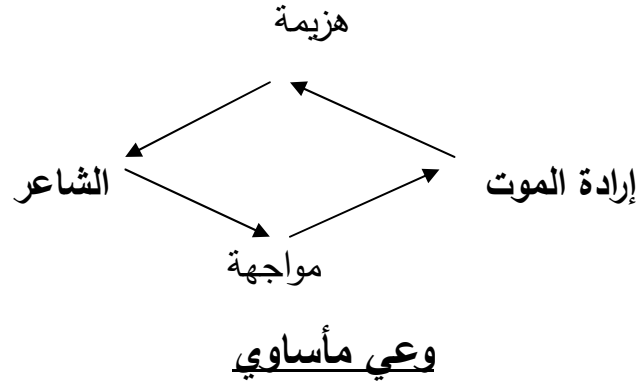 هزيمة
إرادة الموت
الشاعر
مواجهة
وعي مأساوي